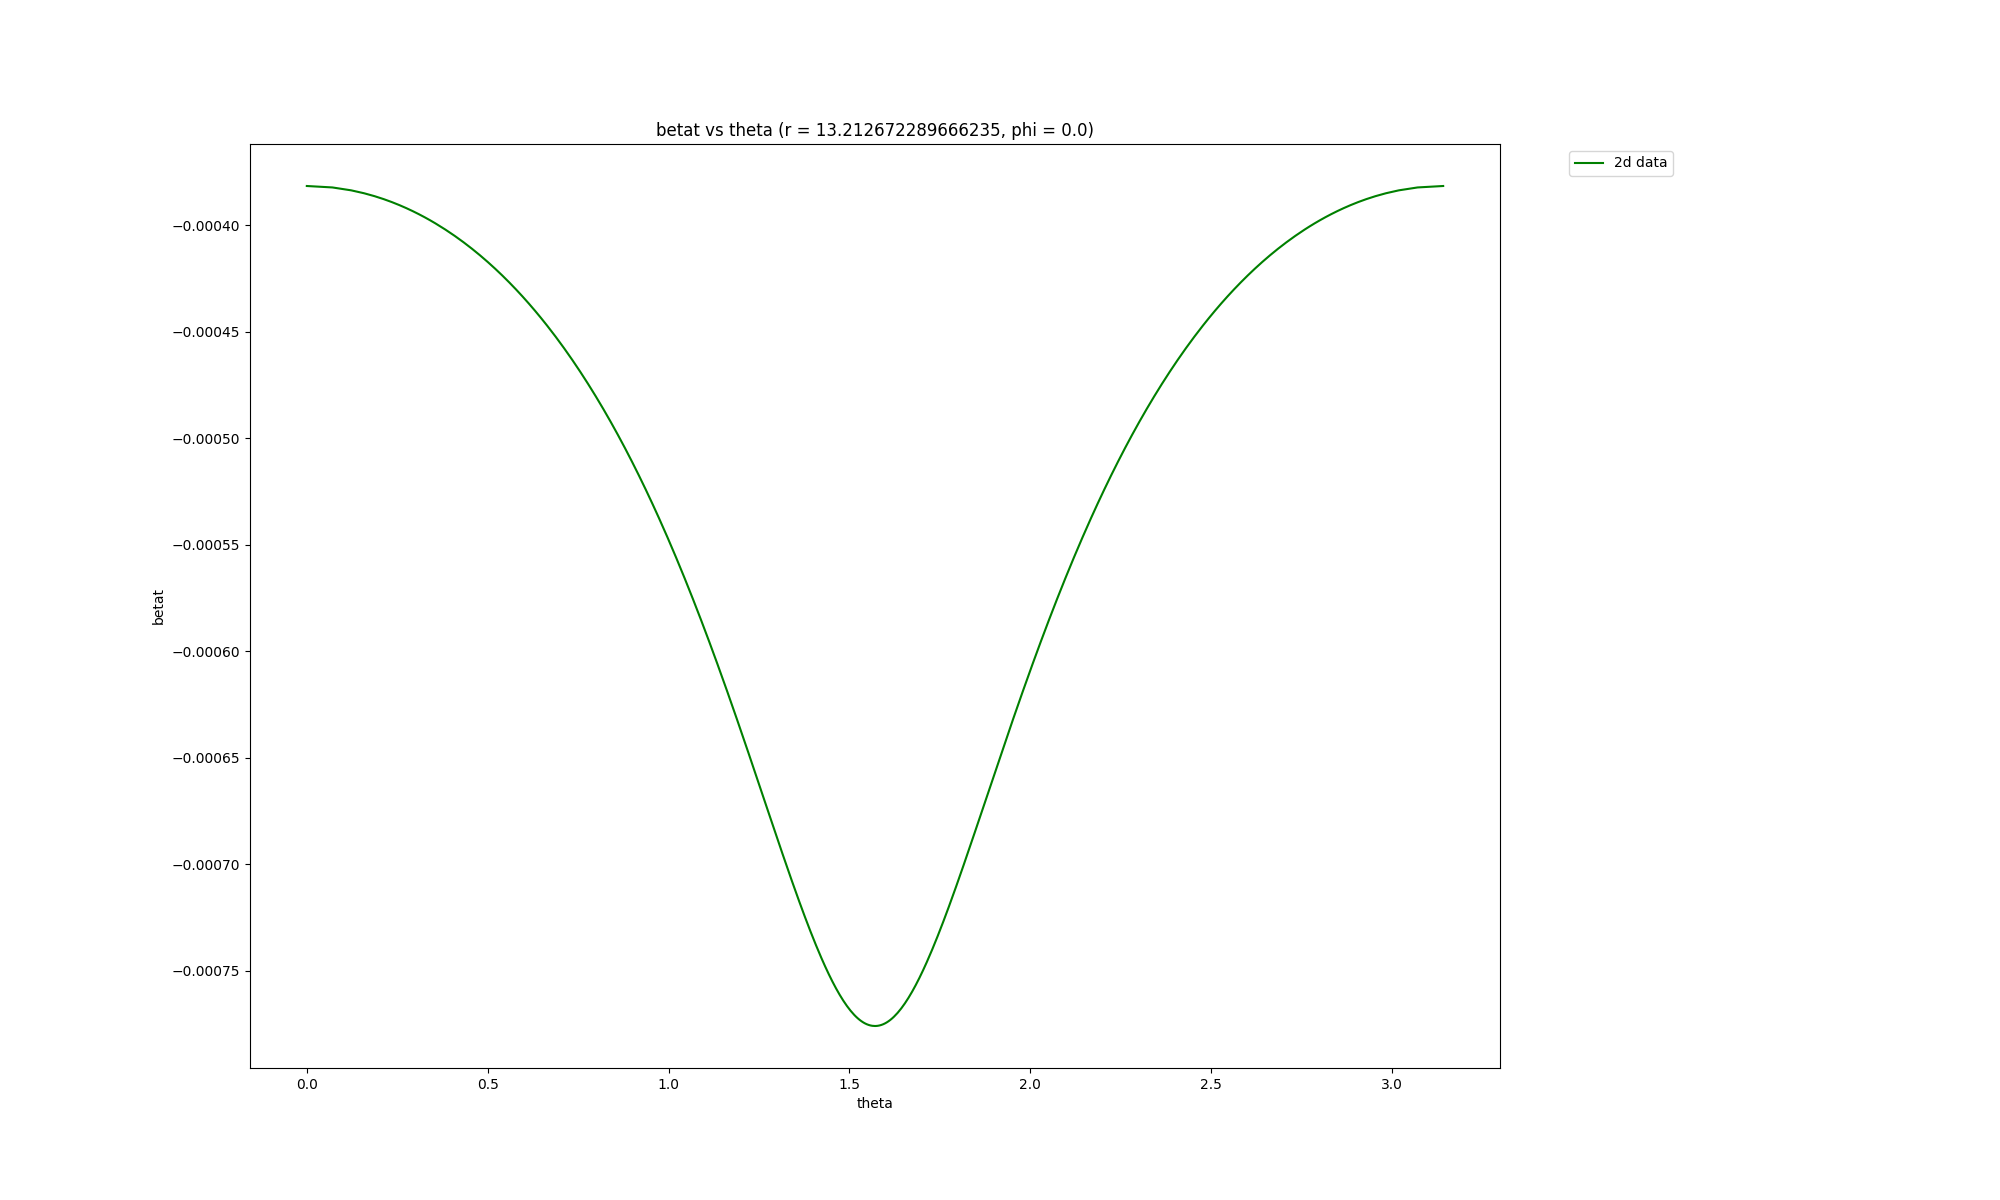 betat vs theta (r = 13.212672289666235, phi = 0.0)
2d data
−0.00040
−0.00045
−0.00050
−0.00055
−0.00060
−0.00065
−0.00070
−0.00075
betat
0.0 0.5 1.0 1.5 2.0 2.5 3.0
theta